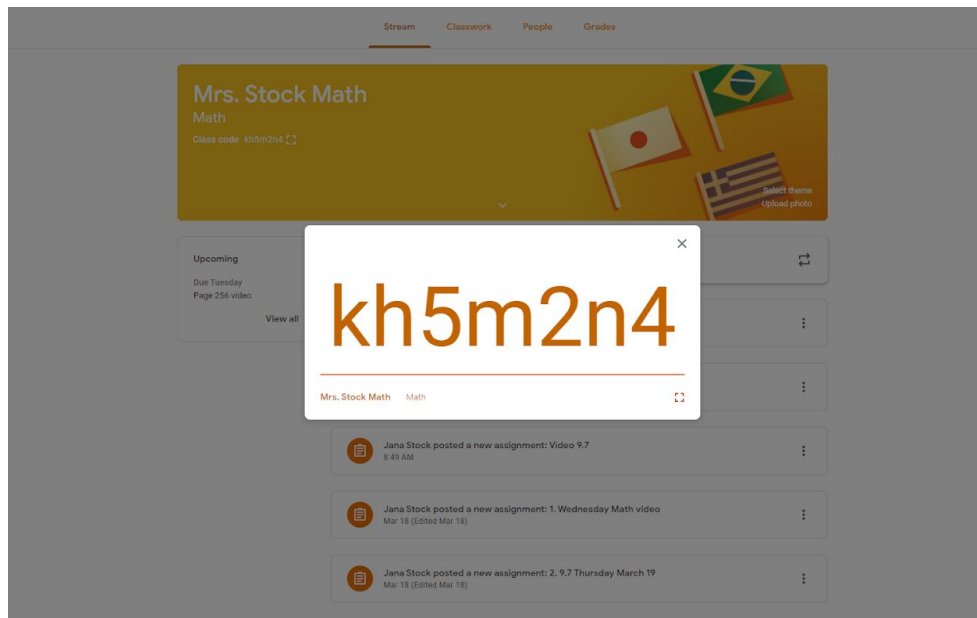 Stream Classwork People Grades
Mrs. Stock Math
Math
Class code kh5m2n4
Select theme
Upload photo
Upcoming
Due Tuesday
Page 256 video
View all
kh5m2n4
Mrs. Stock Math Math
Jana Stock posted a new assignment: Video 9.7
8:49 AM
Jana Stock posted a new assignment: 1. Wednesday Math video
Mar 18 (Edited Mar 18)
Jana Stock posted a new assignment: 2. 9.7 Thursday March 19
Mar 18 (Edited Mar 18)